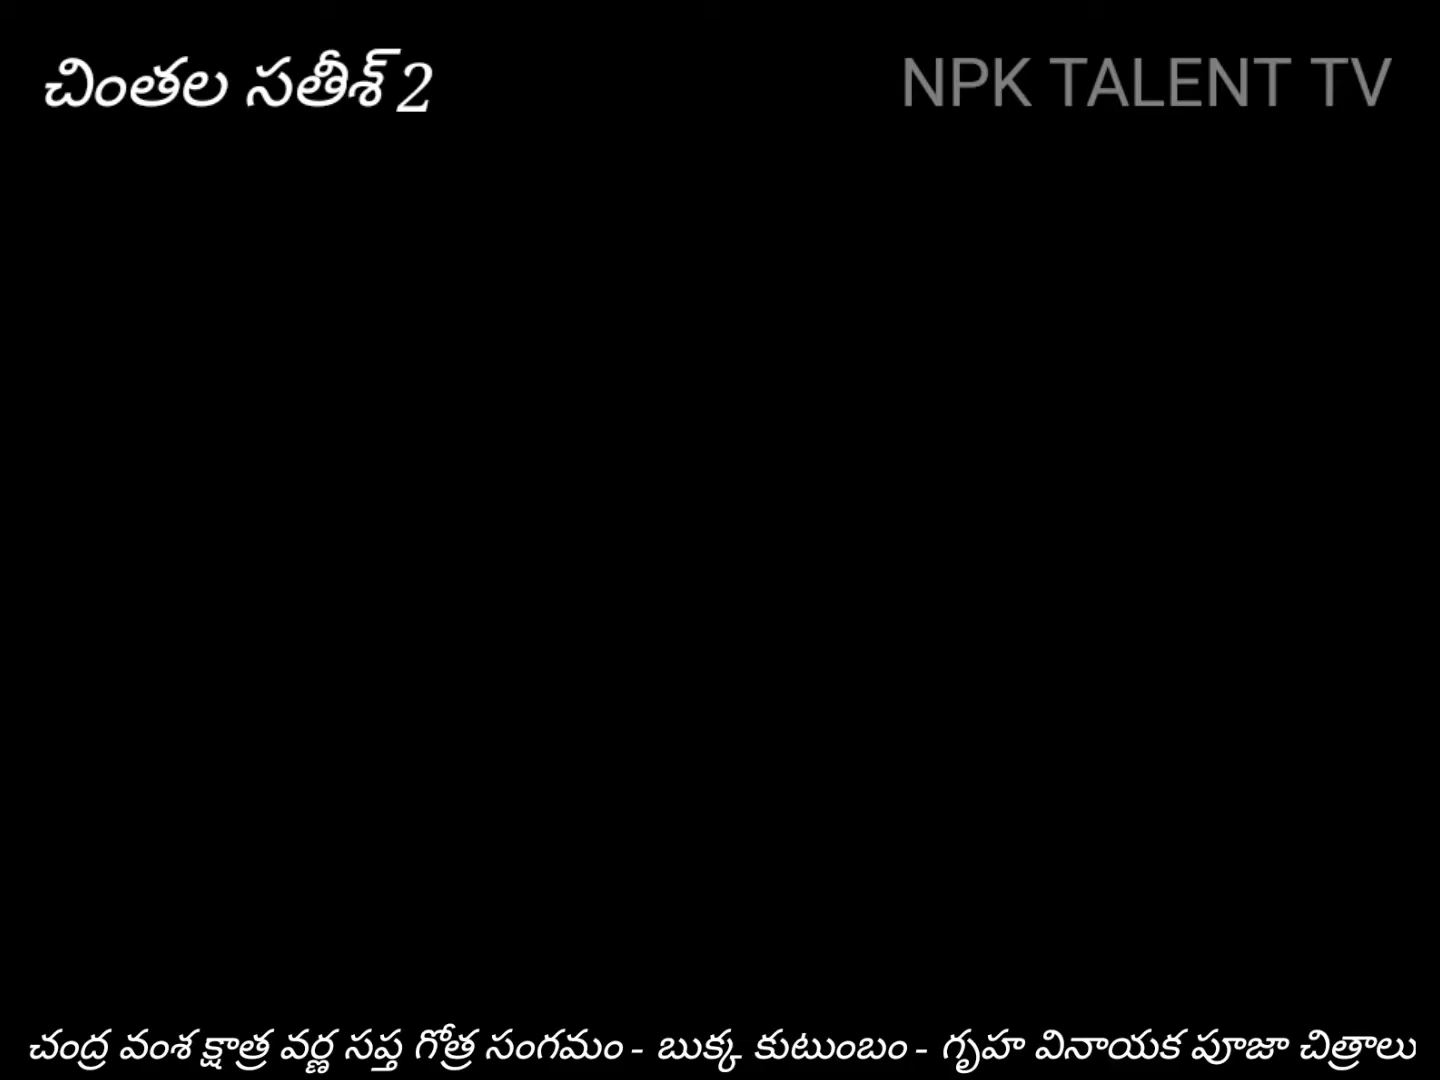 చింతల సతీశ్ 2
NPK TALENT TV
చంద్ర వంశ క్షాత్ర వర్ణ సప్త గోత్ర సంగమం - బుక్క కుటుంబం - గృహ వినాయక పూజా చిత్రాలు